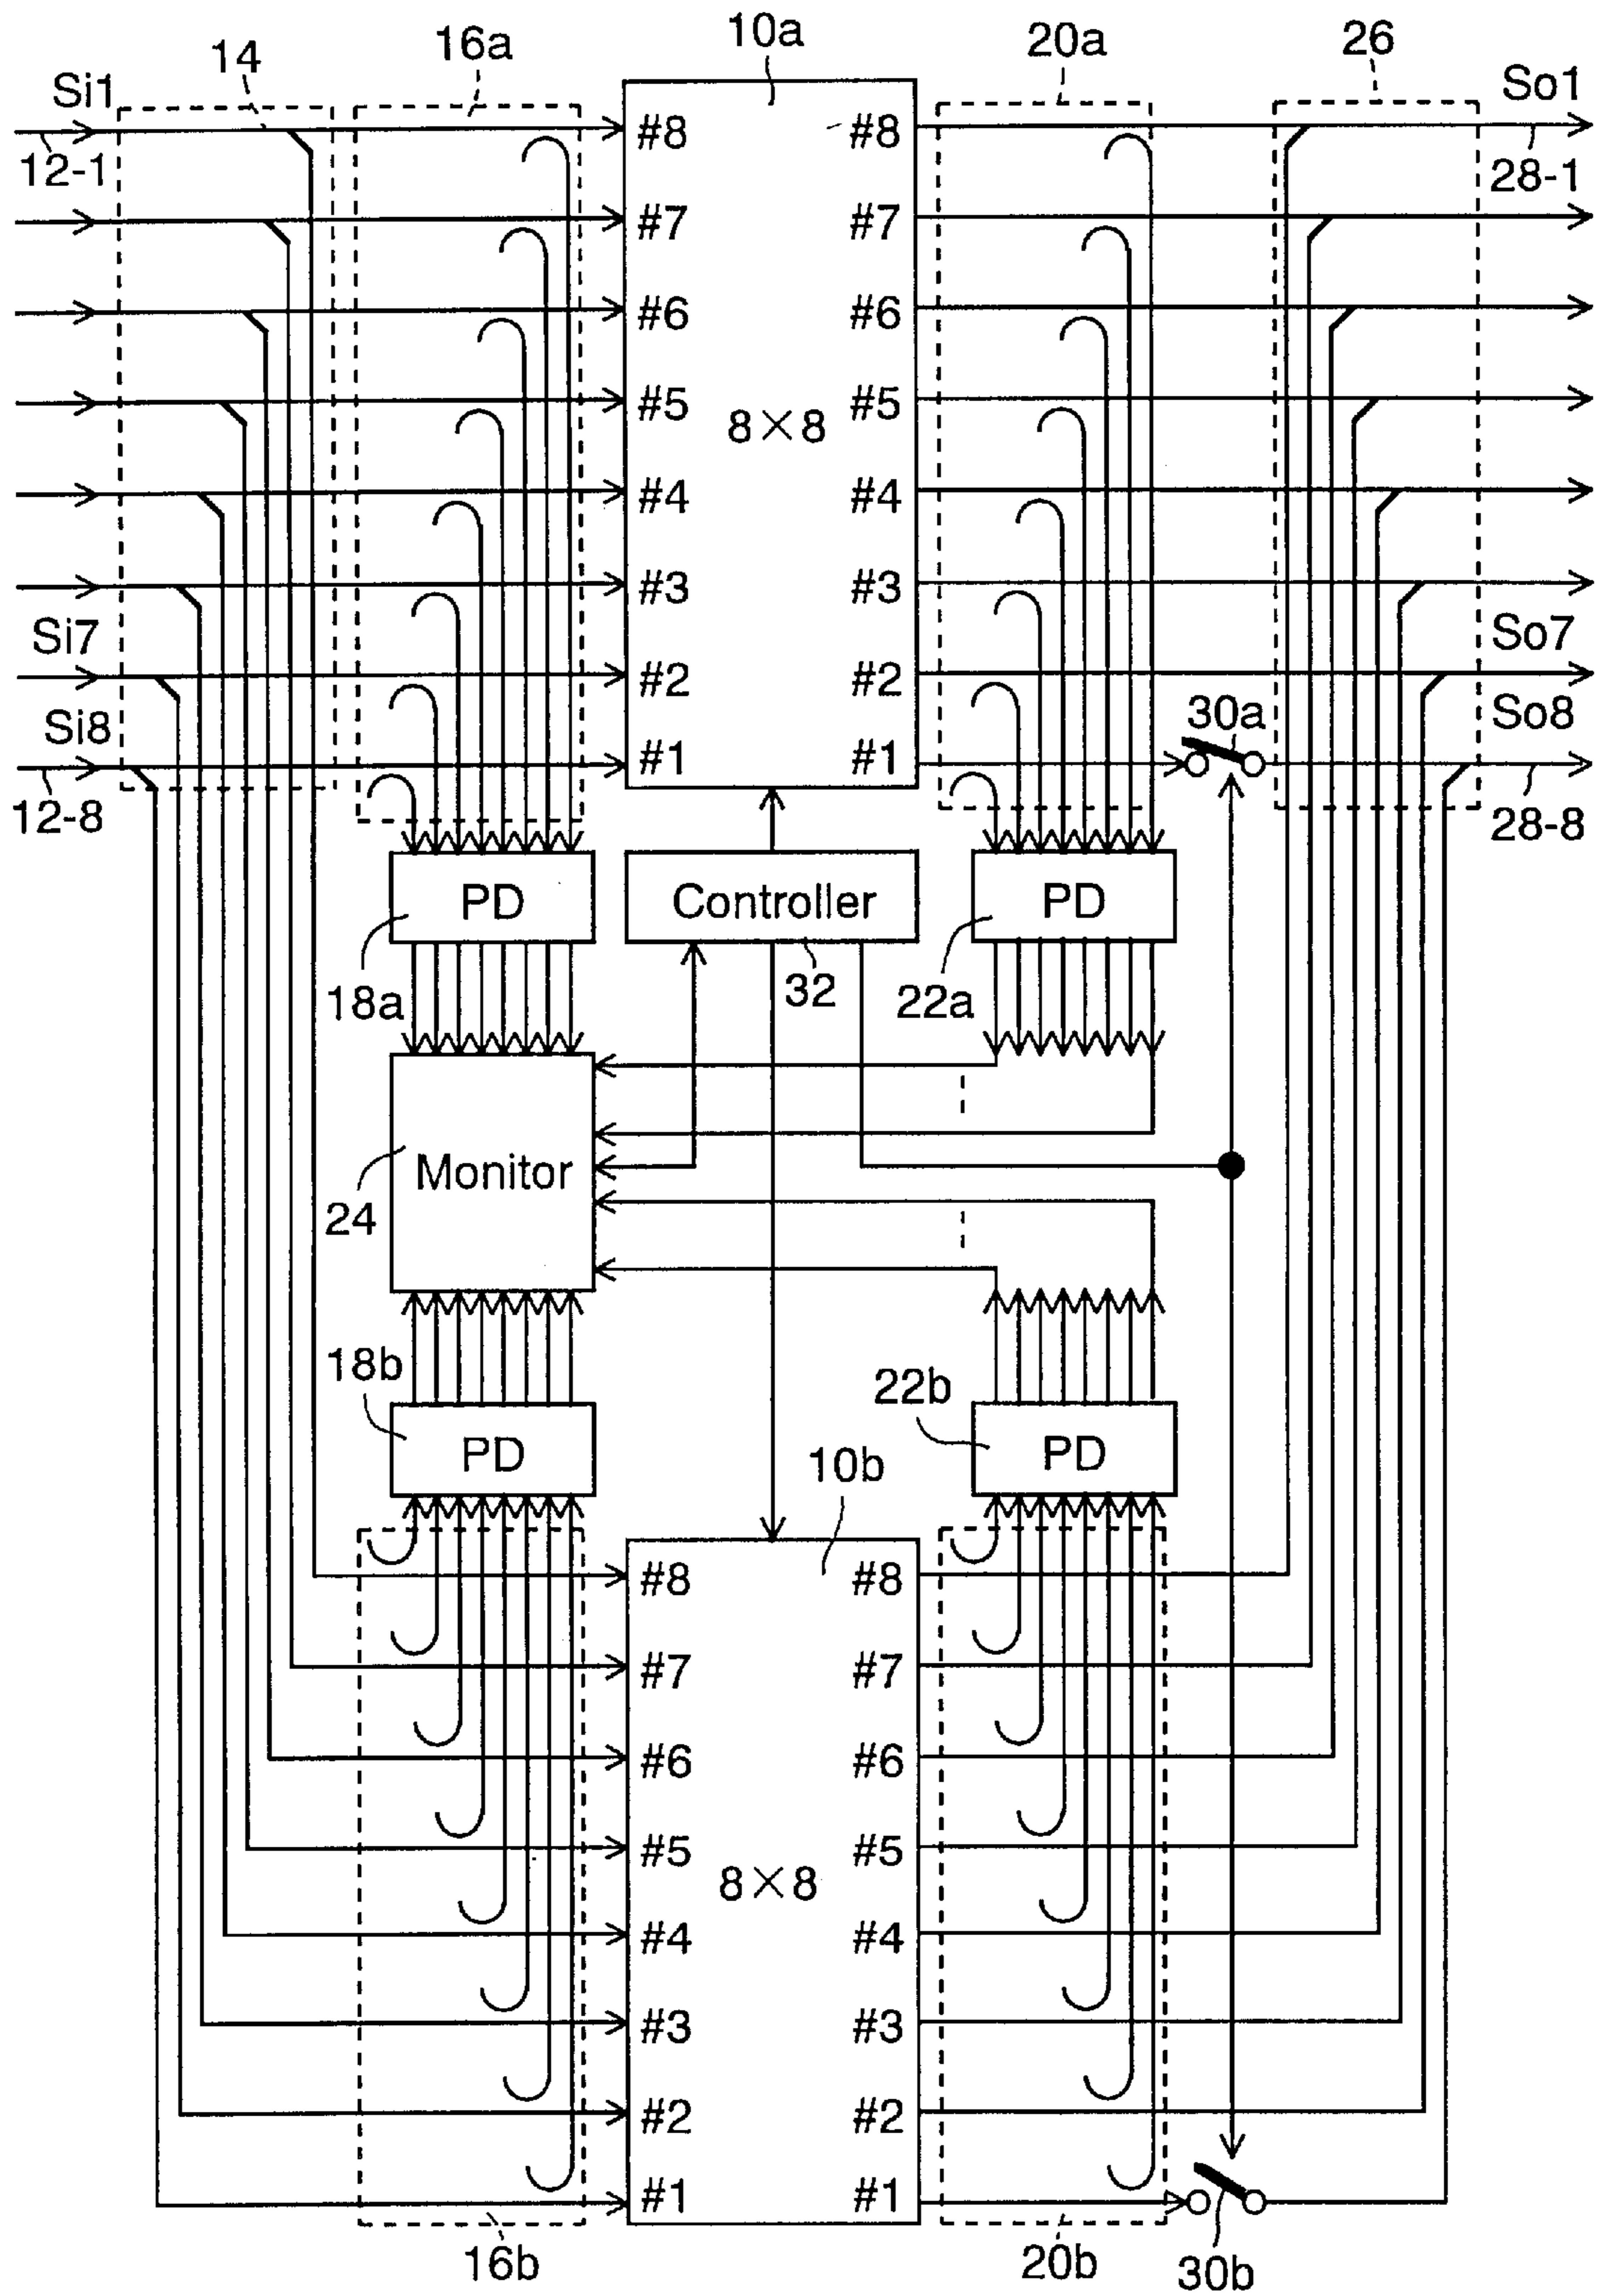 14 16a 10a 20a 26
Si1 So1
12-1 #8 #8 28-1
#7 #7
#6 #6
#5 8×8 #5
#4 #4
#3 #3
Si7 #2 #2 So7
Si8 #1 #1 30a So8
12-8 28-8
PD Controller PD
18a 32 22a
Monitor
24
18b 22b
PD 10b PD
#8 #8
#7 #7
#6 #6
#5 8×8 #5
#4 #4
#3 #3
#2 #2
#1 #1
16b 20b 30b